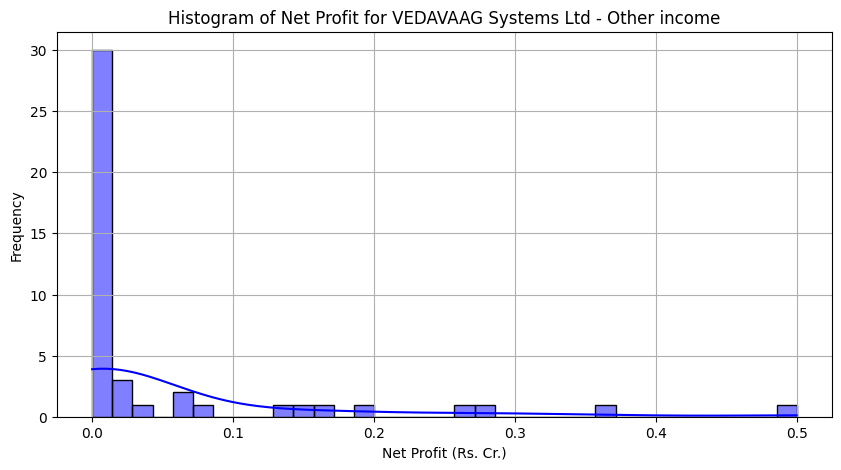 Histogram of Net Profit for VEDAVAAG Systems Ltd - Other income
Frequency
30
25
20
15
10
5
0
0.0 0.1 0.2 0.3 0.4 0.5
Net Profit (Rs. Cr.)